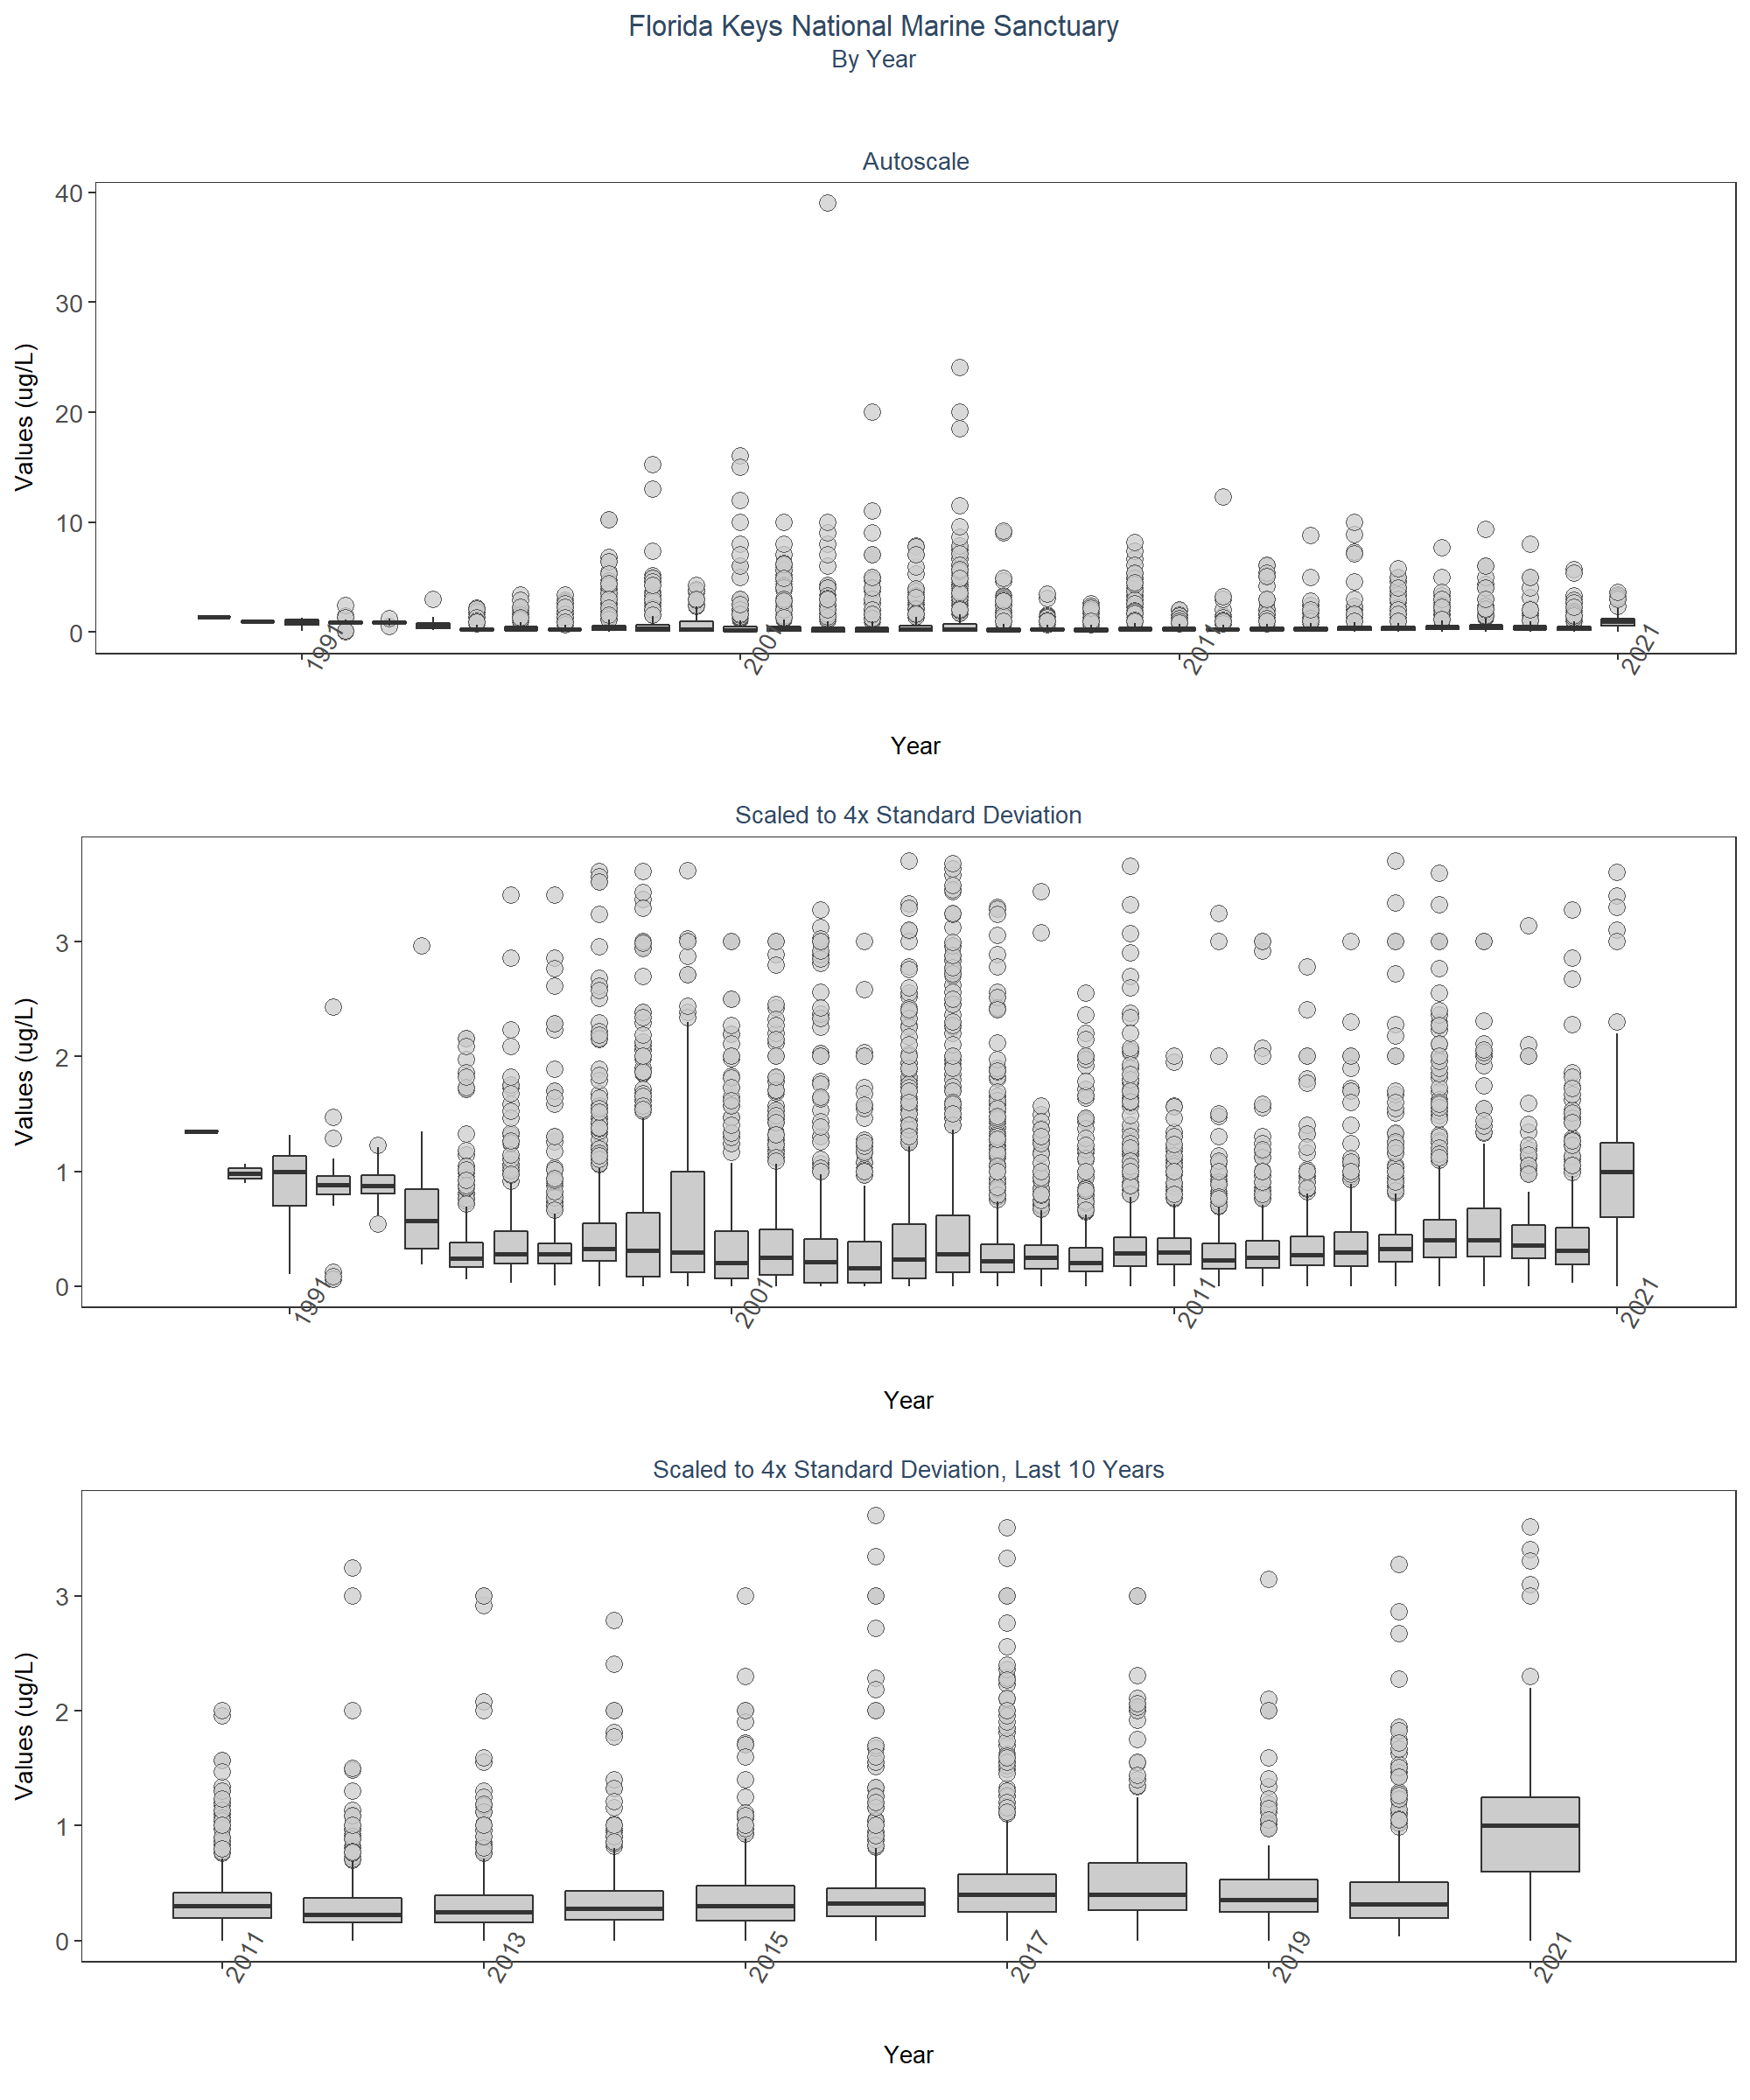 Florida Keys National Marine Sanctuary
By Year
Autoscale
Values (ug/L)
40
30
20
10
0
1991
2001
2011
2021
Year
Scaled to 4x Standard Deviation
Values (ug/L)
3
2
1
0
1991
2001
2011
2021
Year
Scaled to 4x Standard Deviation, Last 10 Years
Values (ug/L)
3
2
1
0
2011
2013
2015
2017
2019
2021
Year